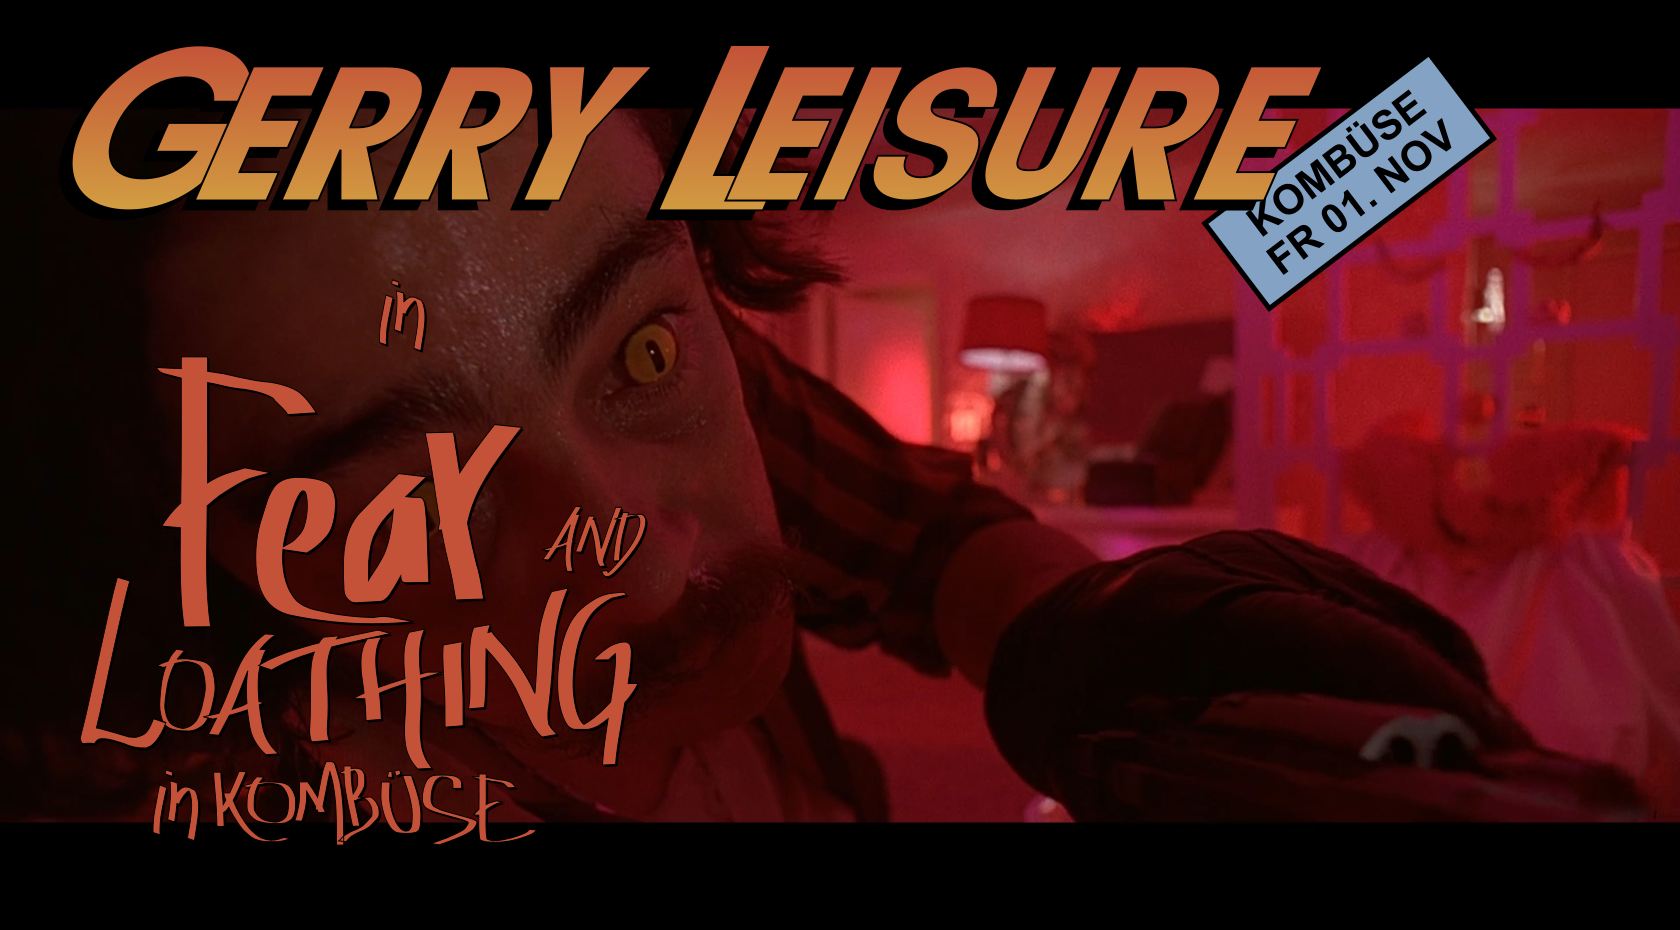 GERRY LEISURE
KOMBÜSE
FR 01. NOV
in
Fear
AND
LOATHING
in KOMBÜSE